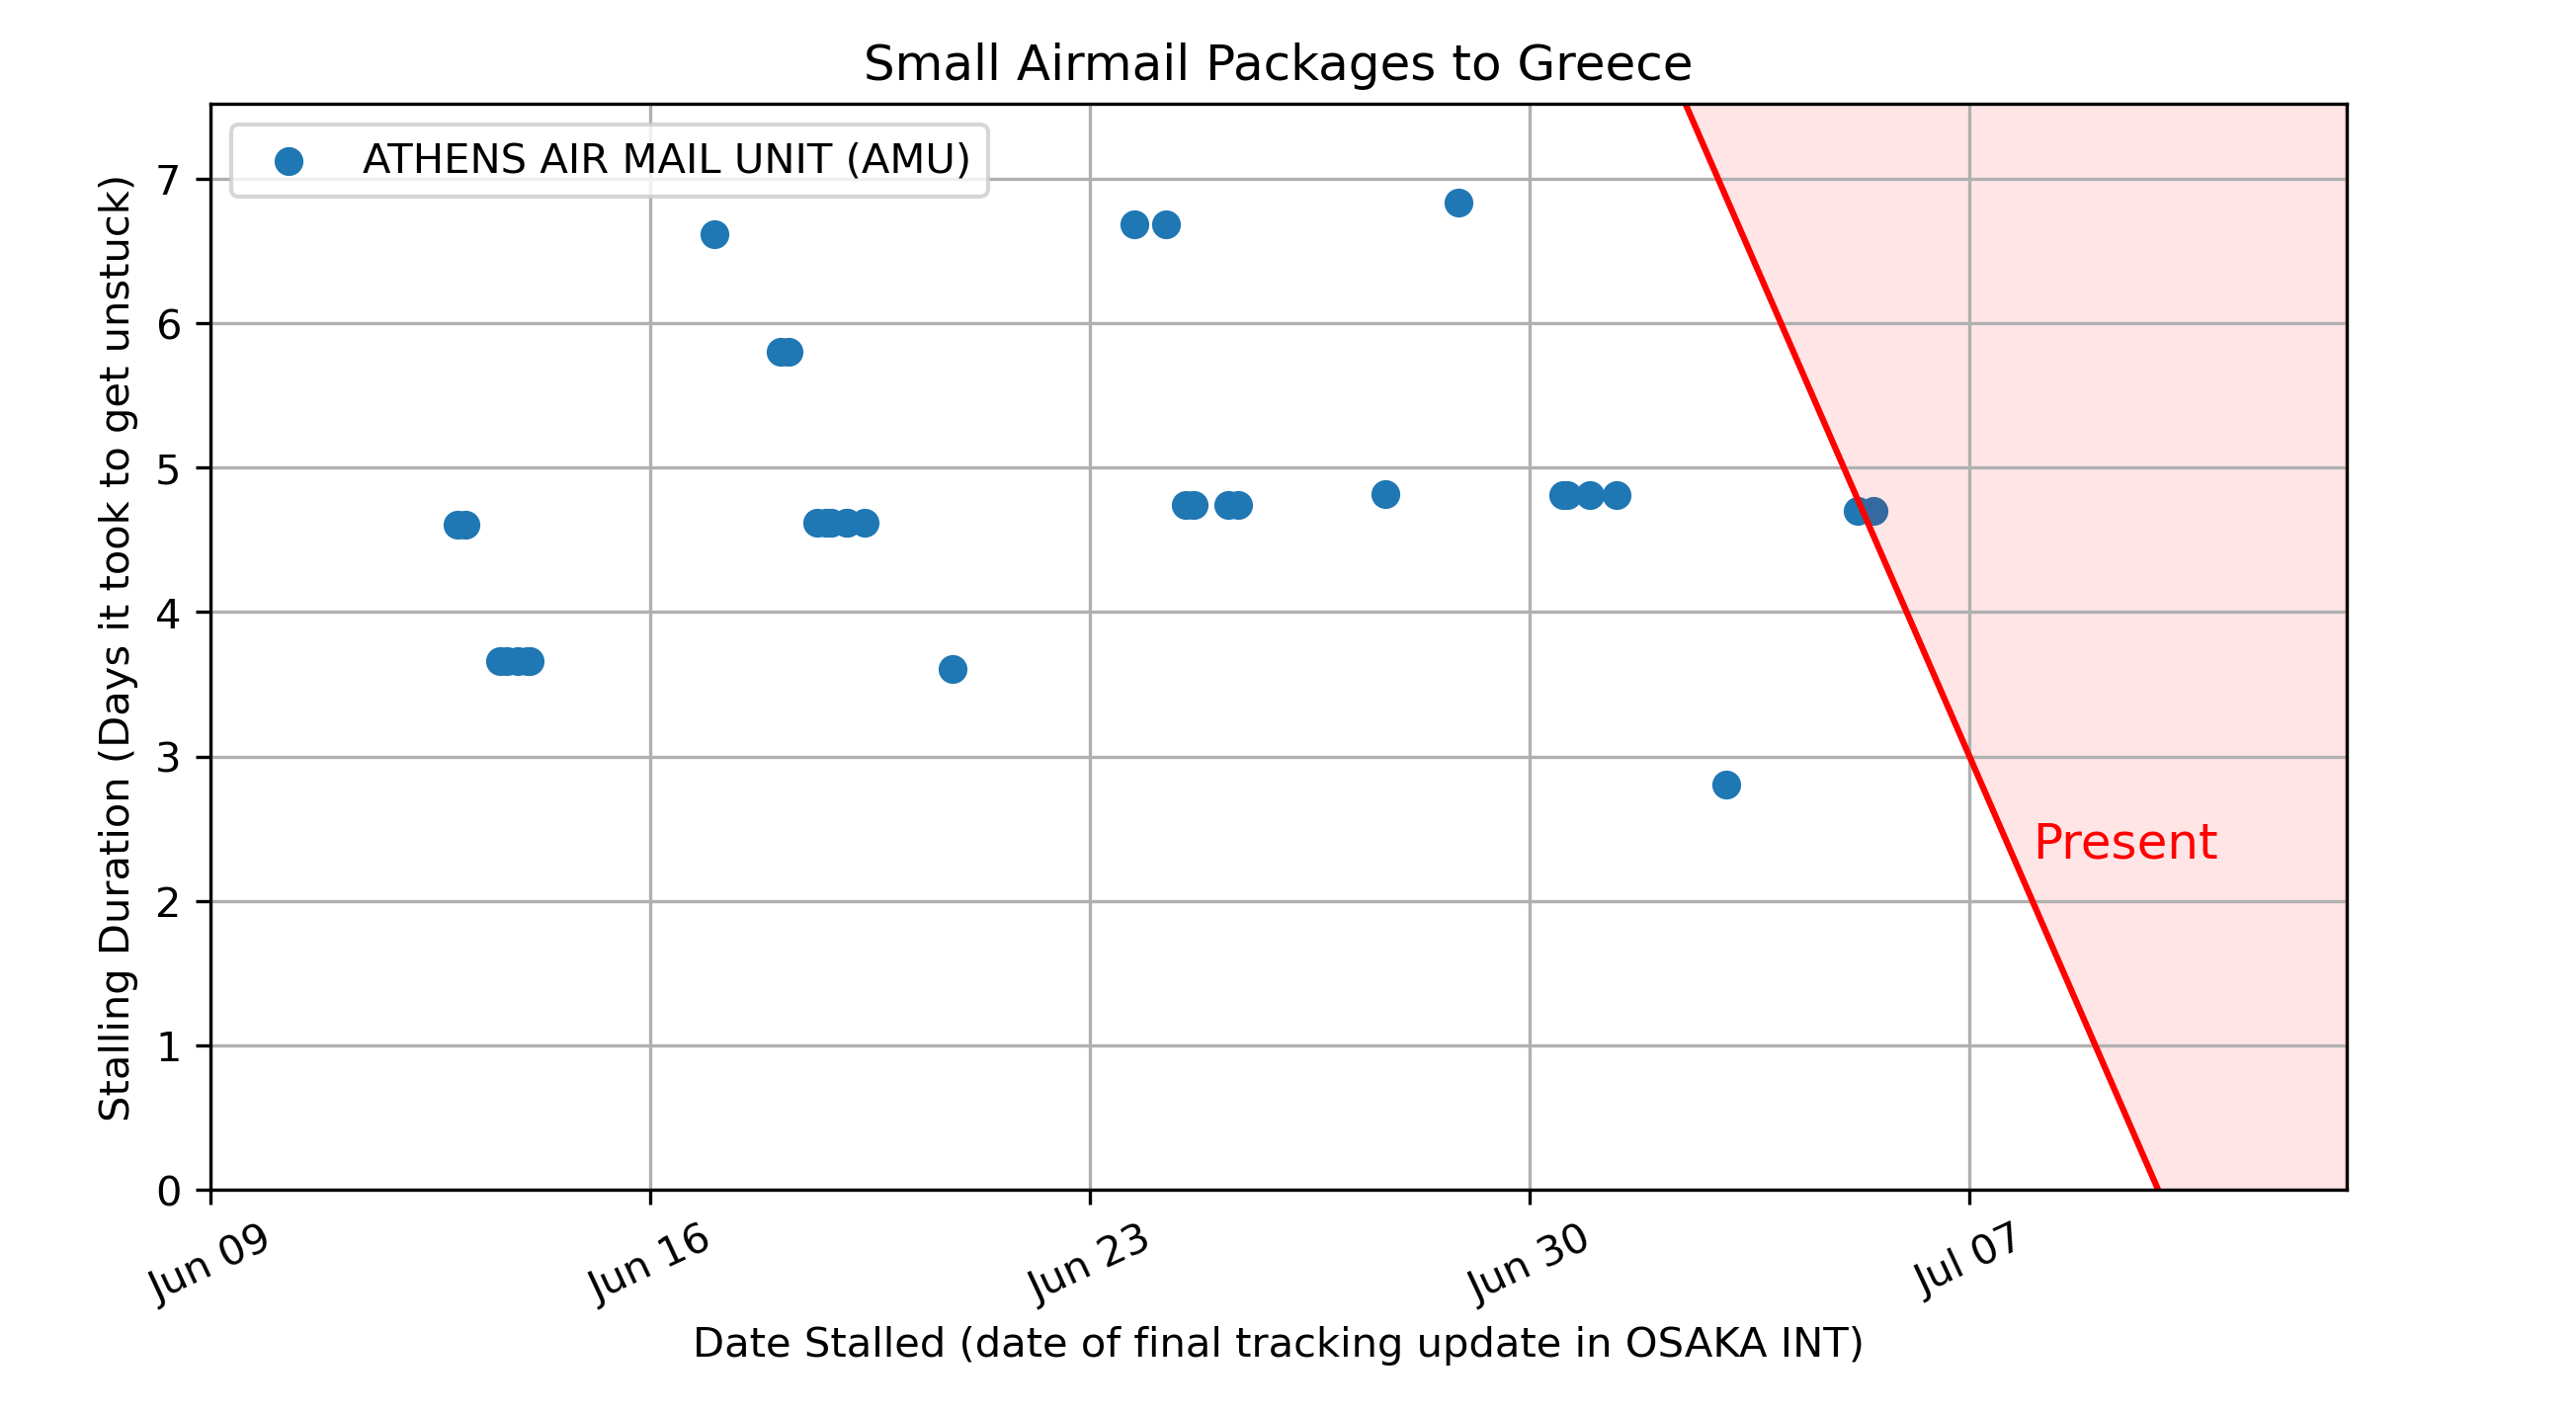 Small Airmail Packages to Greece
ATHENS AIR MAIL UNIT (AMU)
Stalling Duration (Days it took to get unstuck)
7
6
5
4
3
2
1
0
Present
Jun 09
Jun 16
Jun 23
Jun 30
Jul 07
Date Stalled (date of final tracking update in OSAKA INT)